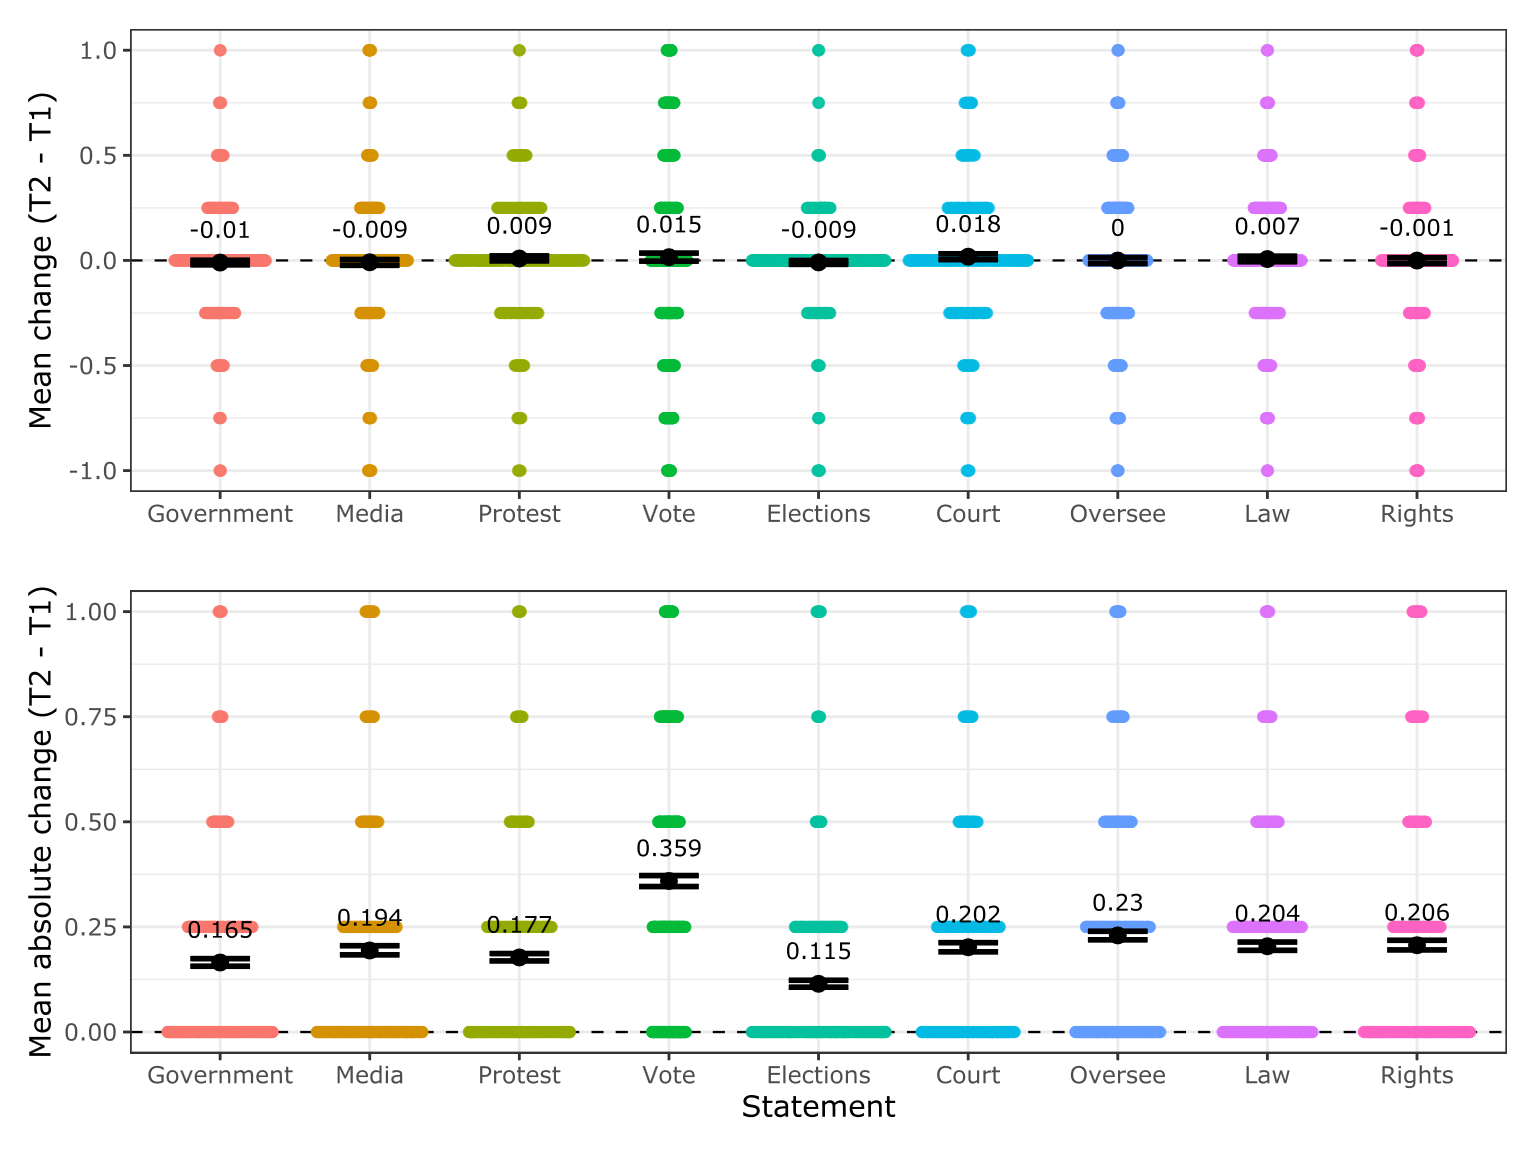 Mean change (T2 - T1)
1.0
0.5
0.0
-0.5
-1.0
-0.01 -0.009 0.009 0.015 -0.009 0.018 0 0.007 -0.001
Government Media Protest Vote Elections Court Oversee Law Rights
Mean absolute change (T2 - T1)
1.00
0.75
0.50
0.25
0.00
0.165 0.194 0.177 0.359 0.115 0.202 0.23 0.204 0.206
Government Media Protest Vote Elections Court Oversee Law Rights
Statement